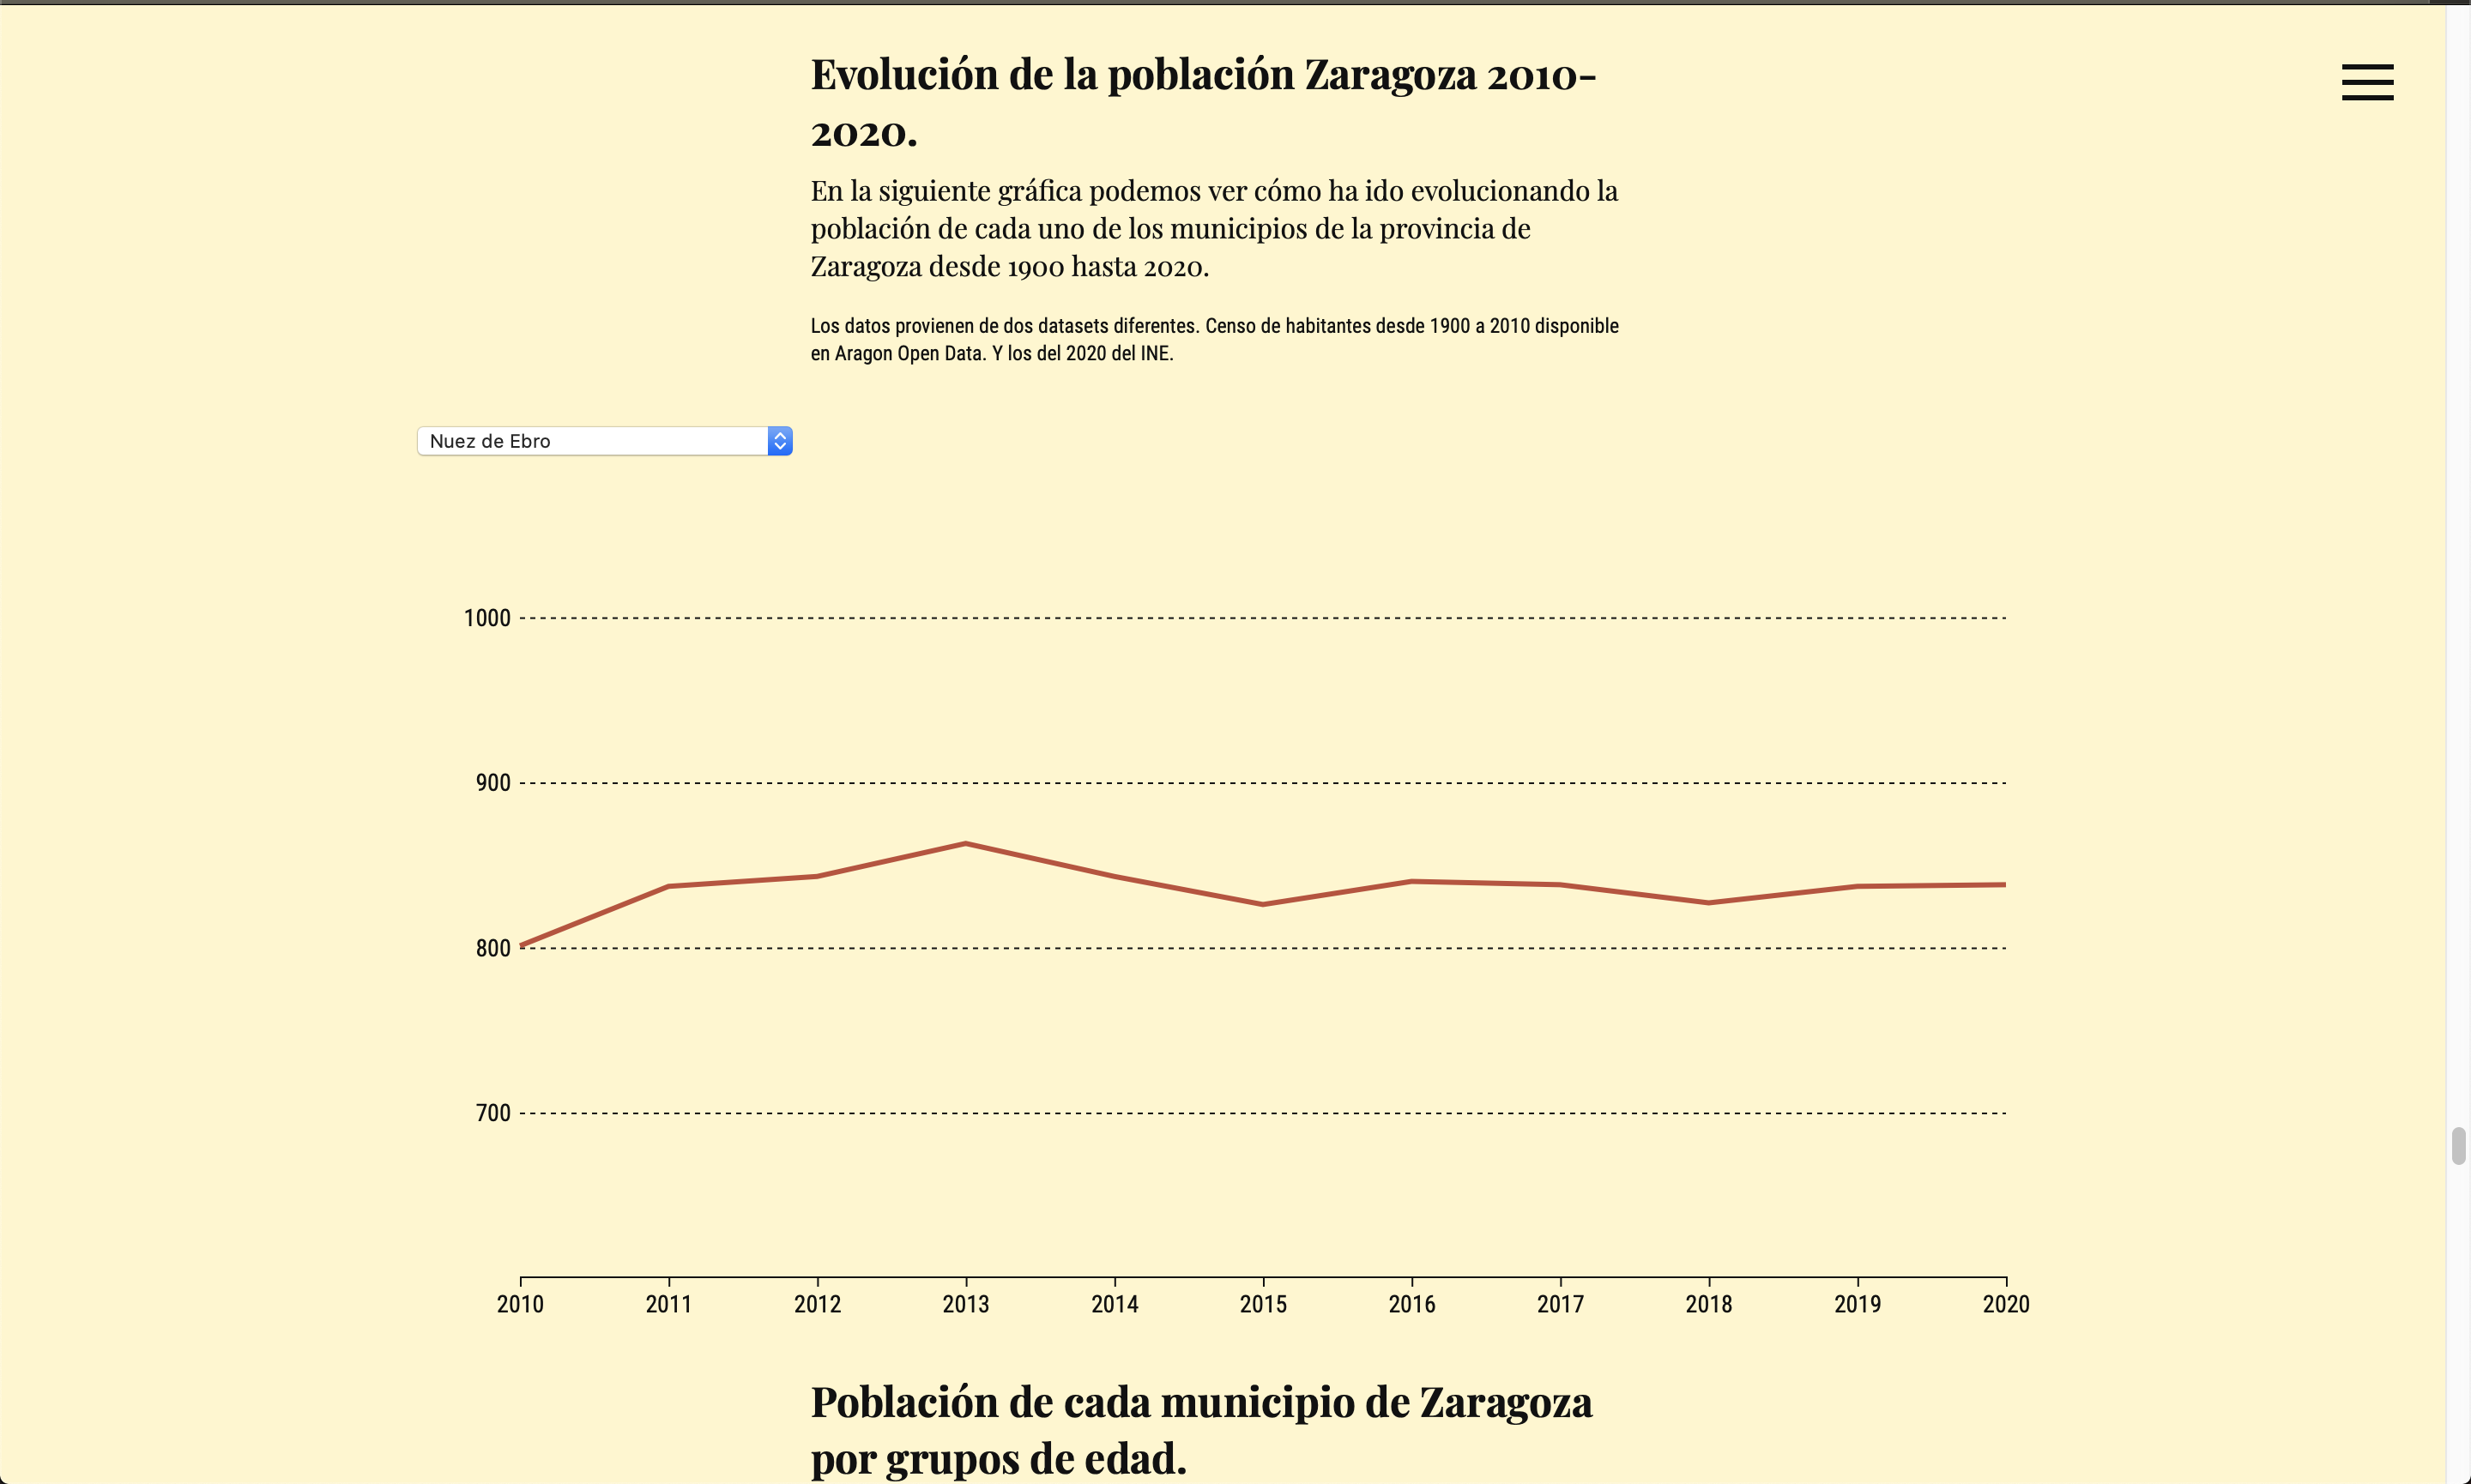 Evolución de la población Zaragoza 2010-
2020.
En la siguiente gráfica podemos ver cómo ha ido evolucionando la
población de cada uno de los municipios de la provincia de
Zaragoza desde 1900 hasta 2020.
Los datos provienen de dos datasets diferentes. Censo de habitantes desde 1900 a 2010 disponible
en Aragon Open Data. Y los del 2020 del INE.
Nuez de Ebro
1000
900
800
700
2010 2011 2012 2013 2014 2015 2016 2017 2018 2019 2020
Población de cada municipio de Zaragoza
por grupos de edad.